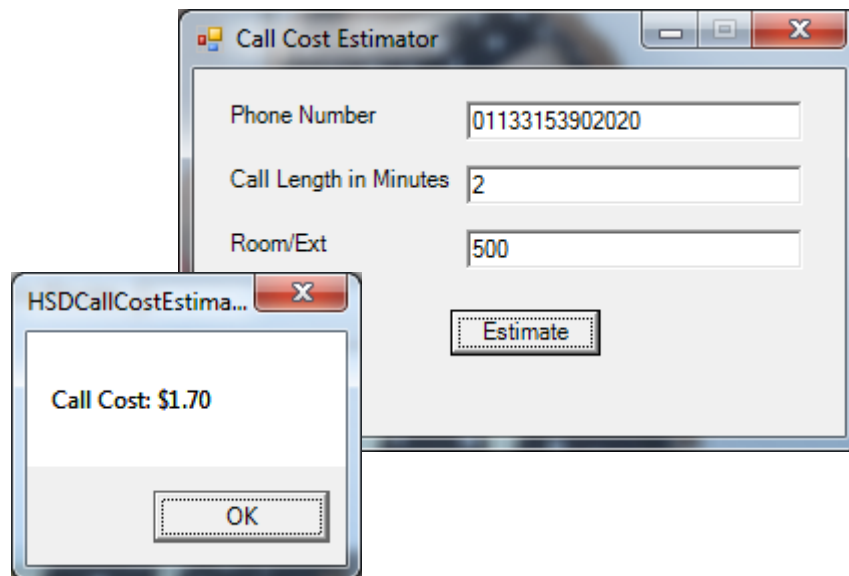 Call Cost Estimator
Phone Number 01133153902020
Call Length in Minutes 2
Room/Ext 500
Estimate
HSDCallCostEstima...
Call Cost: $1.70
OK